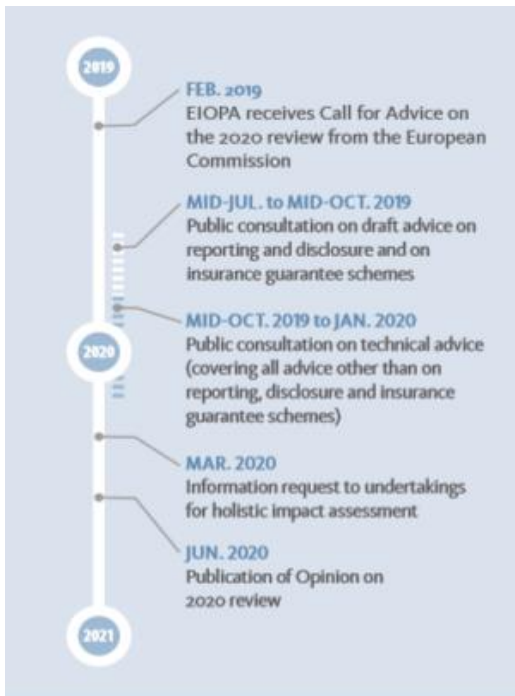 2019
FEB. 2019
EIOPA receives Call for Advice on
the 2020 review from the European
Commission
MID-JUL. to MID-OCT. 2019
Public consultation on draft advice on
reporting and disclosure and on
insurance guarantee schemes
MID-OCT. 2019 to JAN. 2020
2020
Public consultation on technical advice
(covering all advice other than on
reporting, disclosure and insurance
guarantee schemes)
MAR. 2020
Information request to undertakings
for holistic impact assessment
JUN. 2020
Publication of Opinion on
2020 review
2021